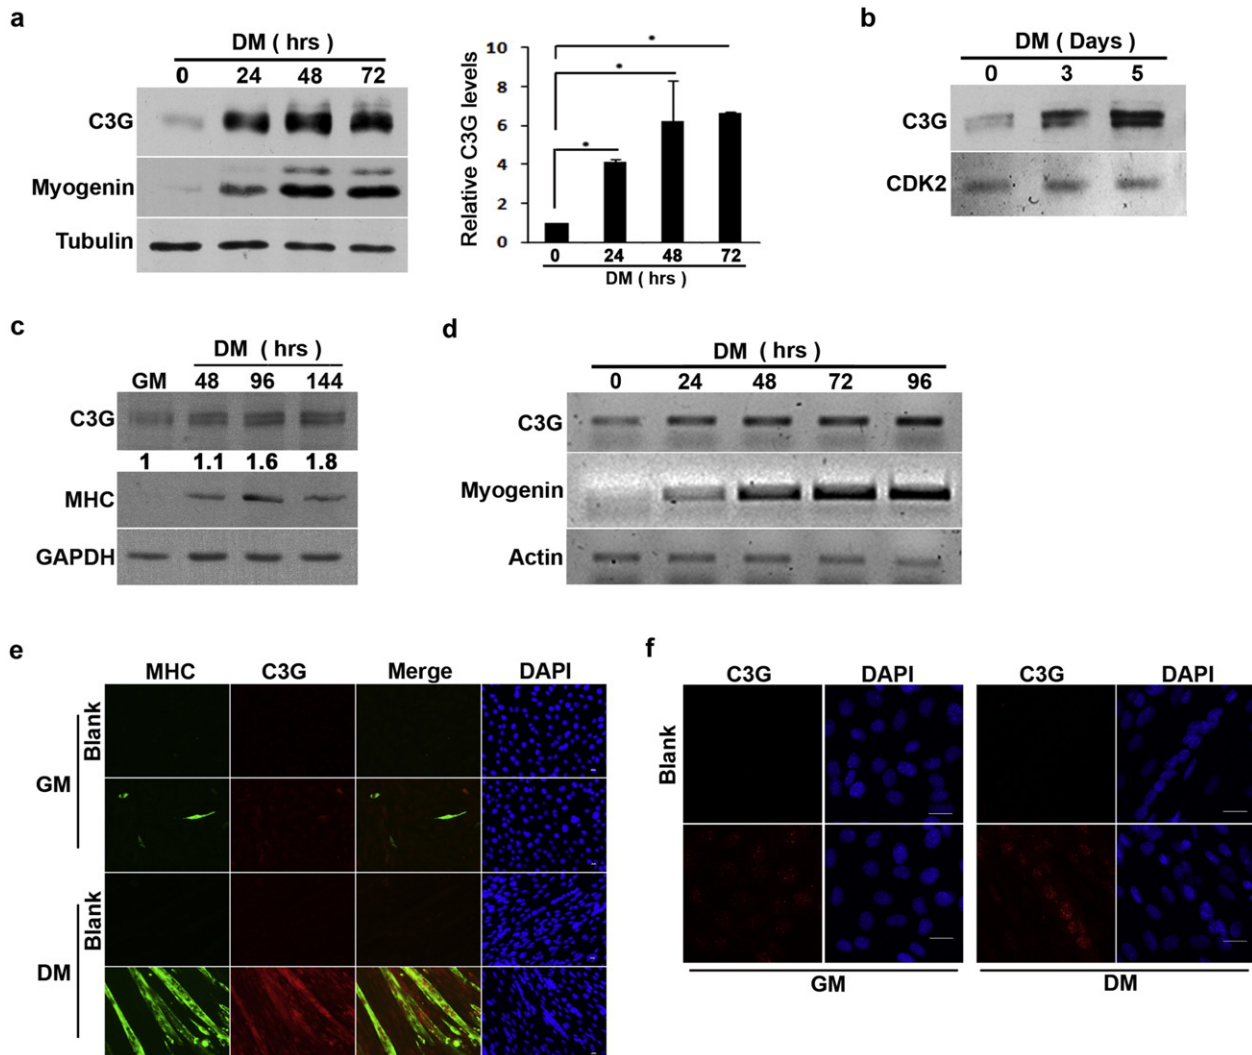 a
DM ( hrs )
0 24 48 72
C3G
Myogenin
Tubulin
Relative C3G levels
10
8
6
4
2
0
* * *
0 24 48 72
DM ( hrs )
b
DM ( Days )
0 3 5
C3G
CDK2
c
DM ( hrs )
GM 48 96 144
C3G
1 1.1 1.6 1.8
MHC
GAPDH
d
DM ( hrs )
0 24 48 72 96
C3G
Myogenin
Actin
e
MHC C3G Merge DAPI
GM
Blank
DM
Blank
f
C3G DAPI C3G DAPI
Blank
GM DM